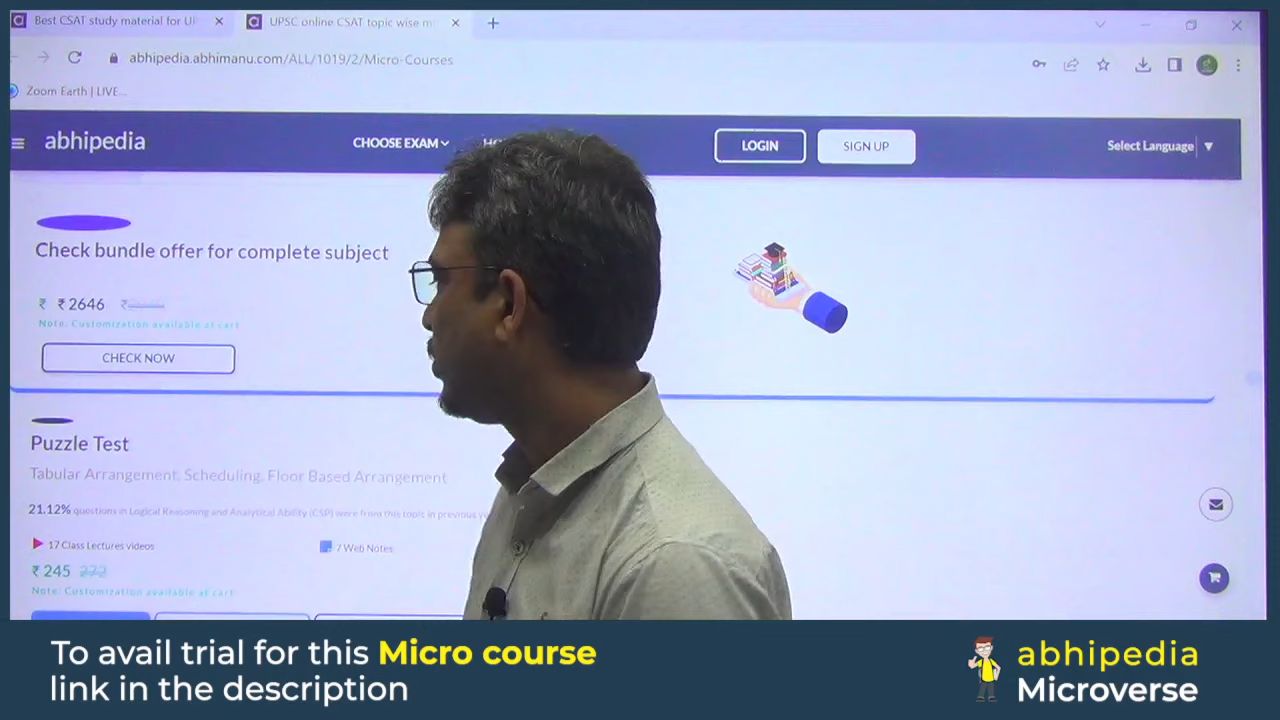 Best CSAT study material for UP
UPSC online CSAT topic wise m
abhipedia.abhimanu.com/ALL/1019/2/Micro-Courses
Zoom Earth | LIVE...
abhipedia
CHOOSE EXAM
HO
LOGIN
SIGN UP
Select Language
Check bundle offer for complete subject
₹ ₹ 2646
Note: Customization available at cart
CHECK NOW
Puzzle Test
Tabular Arrangement, Scheduling, Floor Based Arrangement
21.12% questions in Logical Reasoning and Analytical Ability (CSP) were from this topic in previous ye
17 Class Lectures videos
7 Web Notes
₹ 245 272
Note: Customization available at cart
To avail trial for this Micro course
link in the description
abhipedia
Microverse